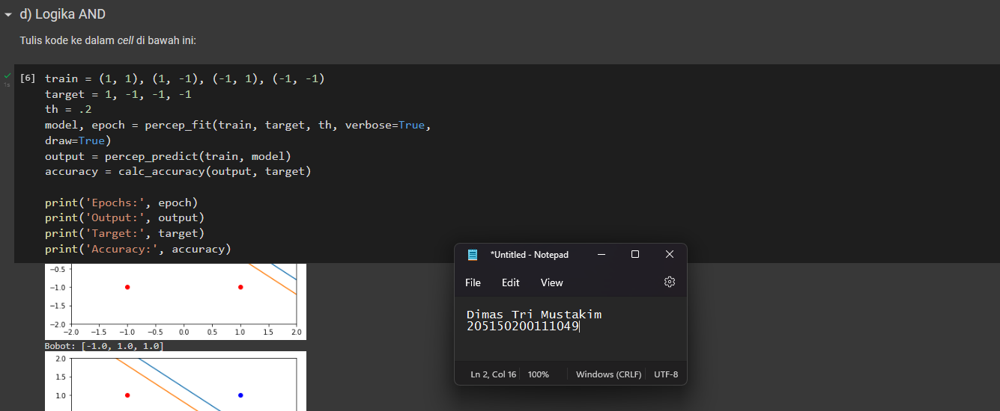 d) Logika AND
Tulis kode ke dalam cell di bawah ini:
[6] train = (1, 1), (1, -1), (-1, 1), (-1, -1)
1s
target = 1, -1, -1, -1
th = .2
model, epoch = percep_fit(train, target, th, verbose=True,
draw=True)
output = percep_predict(train, model)
accuracy = calc_accuracy(output, target)
print('Epochs:', epoch)
print('Output:', output)
print('Target:', target)
print('Accuracy:', accuracy)
−0.5
−1.0
−1.5
−2.0
−2.0 −1.5 −1.0 −0.5 0.0 0.5 1.0 1.5 2.0
Bobot: [-1.0, 1.0, 1.0]
2.0
1.5
1.0
*Untitled - Notepad
File Edit View
Dimas Tri Mustakim
205150200111049
Ln 2, Col 16 100% Windows (CRLF) UTF-8